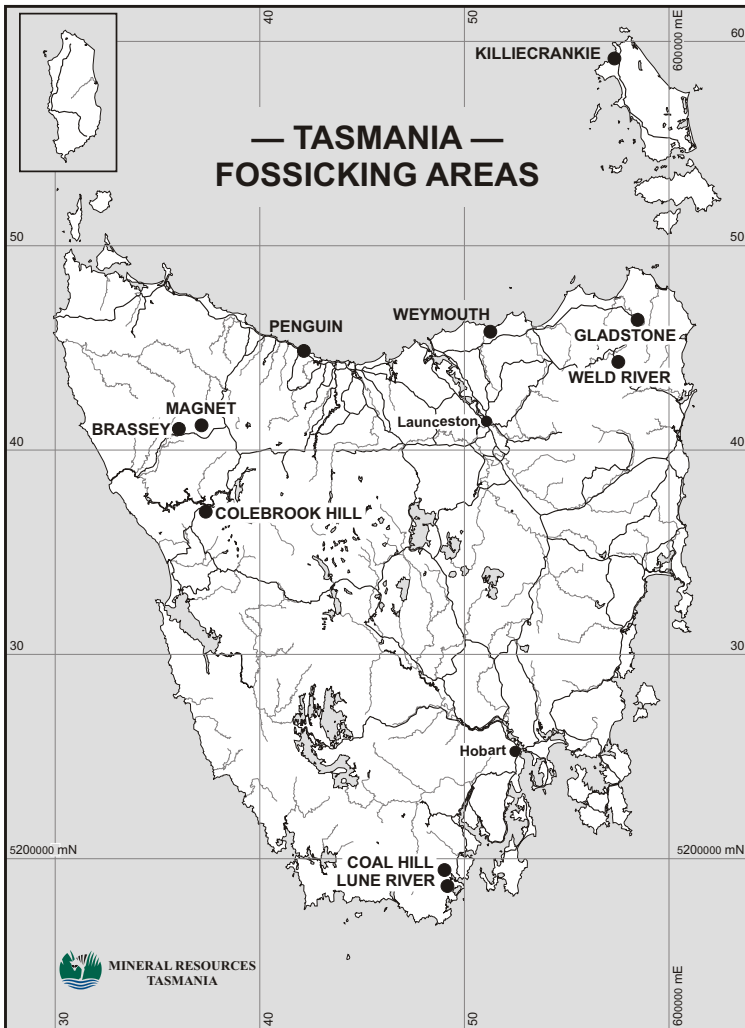 40
50
600000 mE
60
KILLIECRANKIE
— TASMANIA —
FOSSICKING AREAS
50
50
PENGUIN
WEYMOUTH
GLADSTONE
WELD RIVER
MAGNET
BRASSEY
Launceston
40
40
COLEBROOK HILL
30
30
Hobart
5200000 mN
5200000 mN
COAL HILL
LUNE RIVER
MINERAL RESOURCES
TASMANIA
30
40
50
600000 mE